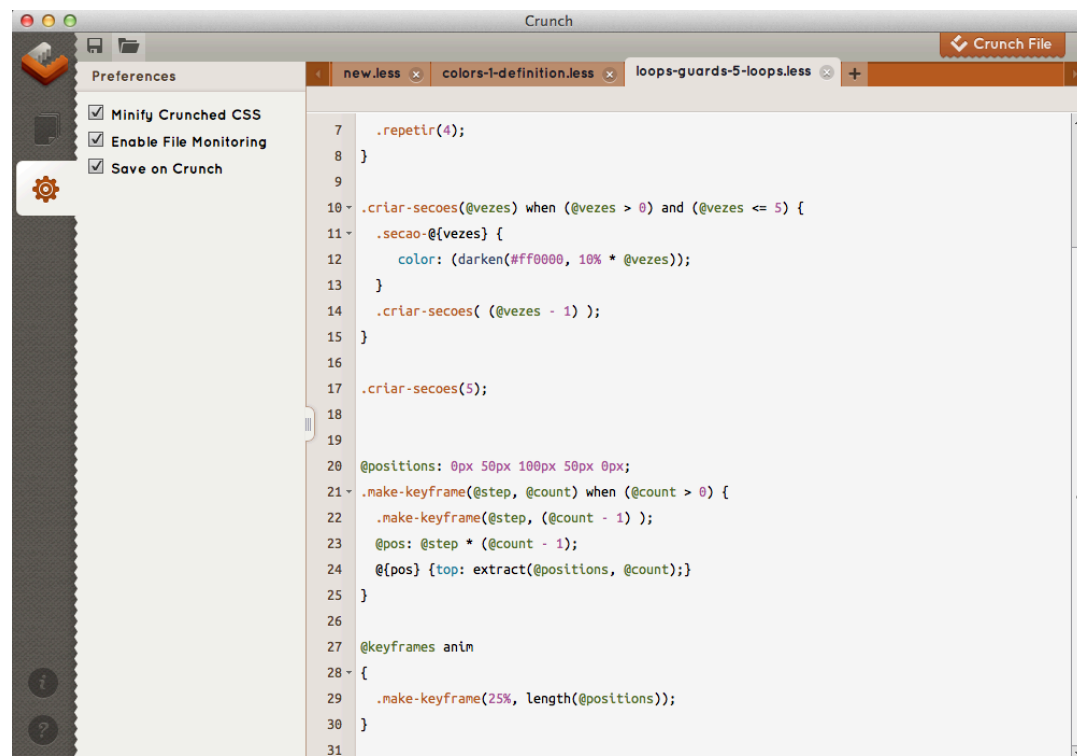 Crunch
Crunch File
Preferences
new.less
colors-1-definition.less
loops-guards-5-loops.less
+
Minify Crunched CSS
Enable File Monitoring
Save on Crunch
7 .repetir(4);
8 }
9
10 .criar-secoes(@vezes) when (@vezes > 0) and (@vezes <= 5) {
11 .secao-@{vezes} {
12 color: (darken(#ff0000, 10% * @vezes));
13 }
14 .criar-secoes( (@vezes - 1) );
15 }
16
17 .criar-secoes(5);
18
19
20 @positions: 0px 50px 100px 50px 0px;
21 .make-keyframe(@step, @count) when (@count > 0) {
22 .make-keyframe(@step, (@count - 1) );
23 @pos: @step * (@count - 1);
24 @{pos} {top: extract(@positions, @count);}
25 }
26
27 @keyframes anim
28 {
29 .make-keyframe(25%, length(@positions));
30 }
31
i
?